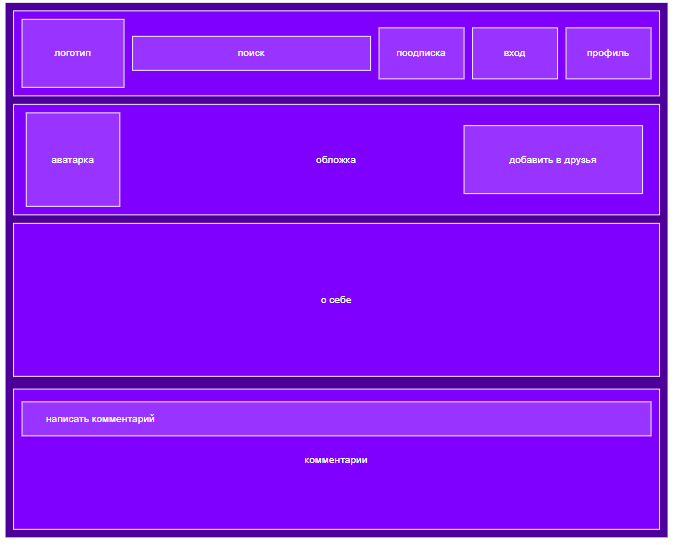 логотип
поиск
поодписка
вход
профиль
аватарка
обложка
добавить в друзья
о себе
написать комментарий
комментарии